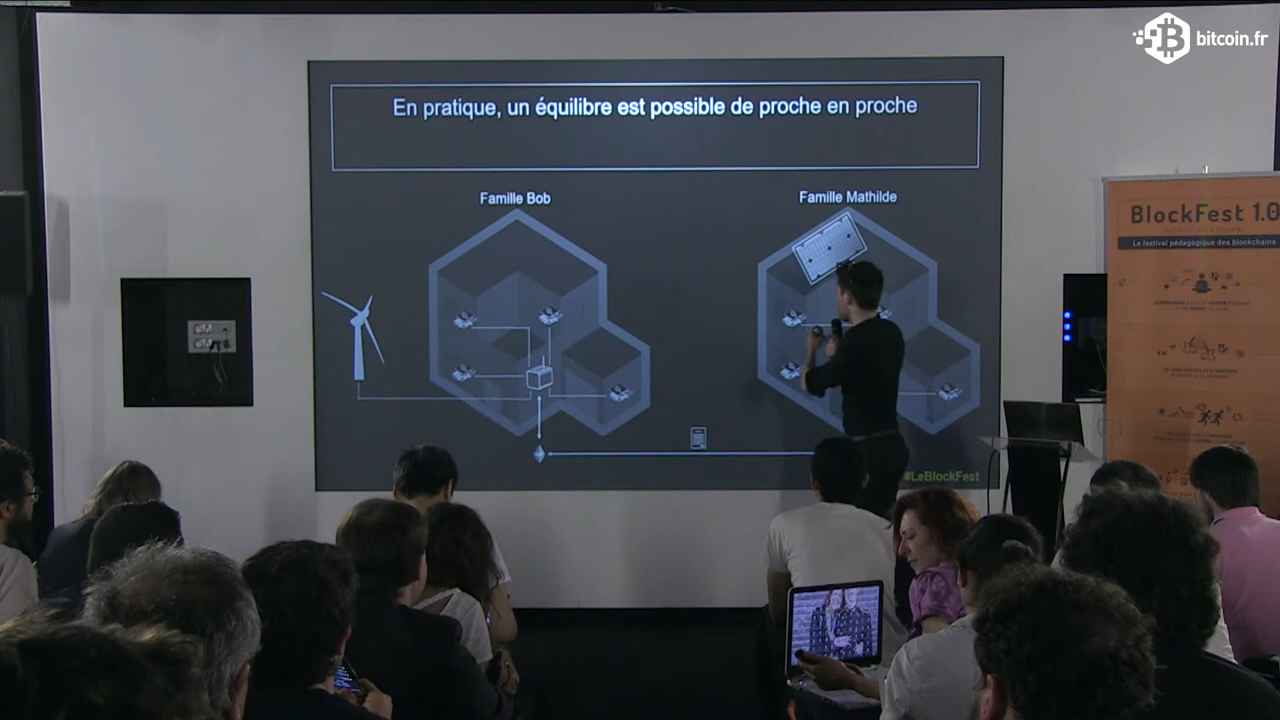 bitcoin.fr
En pratique, un équilibre est possible de proche en proche
Famille Bob
Famille Mathilde
#LeBlockFest
BlockFest 1.0
Le festival pédagogique des blockchains